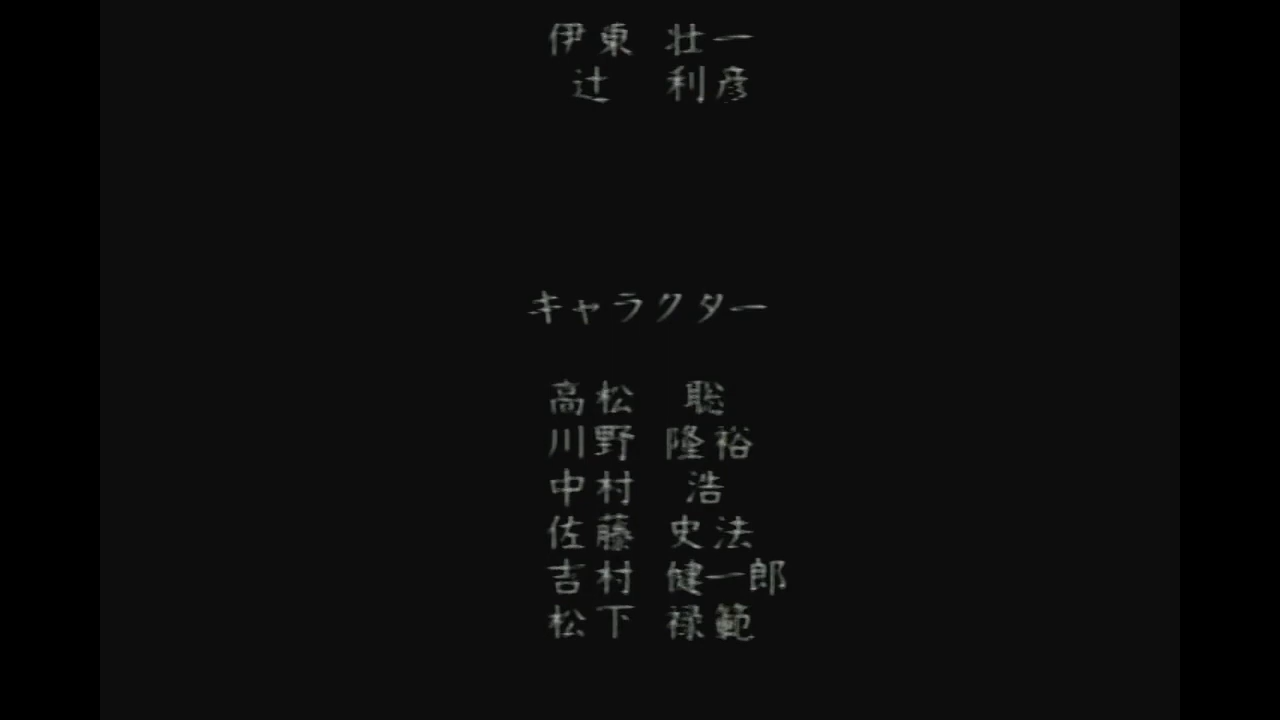 伊東 壮一
辻 利彦
キャラクター
高松 聡
川野 隆裕
中村 浩
佐藤 史法
吉村 健一郎
松下 禄範